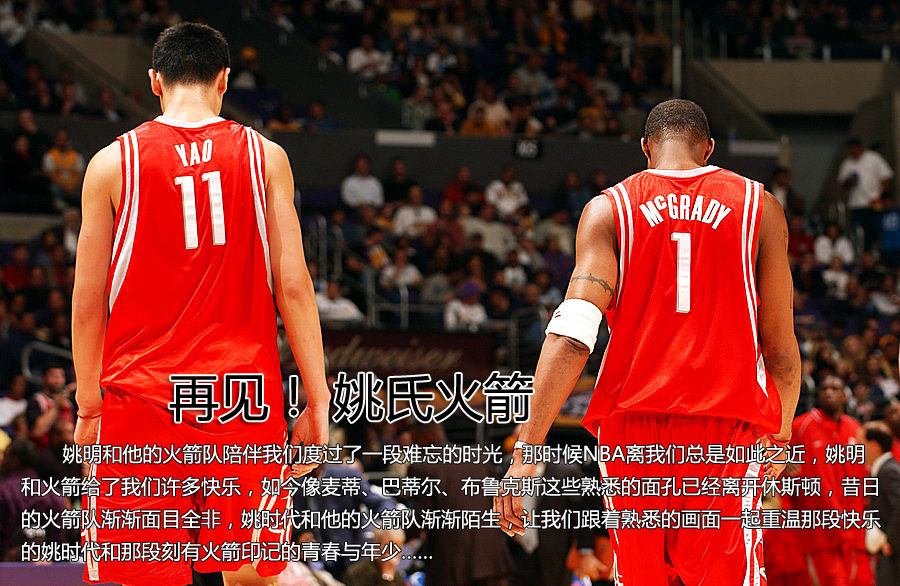 YAO
11
McGRADY
1
Budweiser
再见！姚氏火箭
姚明和他的火箭队陪伴我们度过了一段难忘的时光，那时候NBA离我们总是如此之近，姚明
和火箭给了我们许多快乐，如今像麦蒂、巴蒂尔、布鲁克斯这些熟悉的面孔已经离开休斯顿，昔日
的火箭队渐渐面目全非，姚时代和他的火箭队渐渐陌生，让我们跟着熟悉的画面一起重温那段快乐
的姚时代和那段刻有火箭印记的青春与年少……